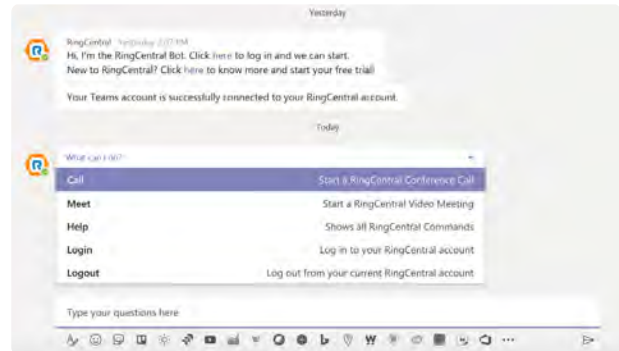 Yesterday
RingCentral Yesterday 2:07 PM
Hi, I'm the RingCentral Bot. Click here to log in and we can start.
New to RingCentral? Click here to know more and start your free trial!
Your Teams account is successfully connected to your RingCentral account.
Today
What can I do?
Call Start a RingCentral Conference Call
Meet Start a RingCentral Video Meeting
Help Shows all RingCentral Commands
Login Log in to your RingCentral account
Logout Log out from your current RingCentral account
Type your questions here